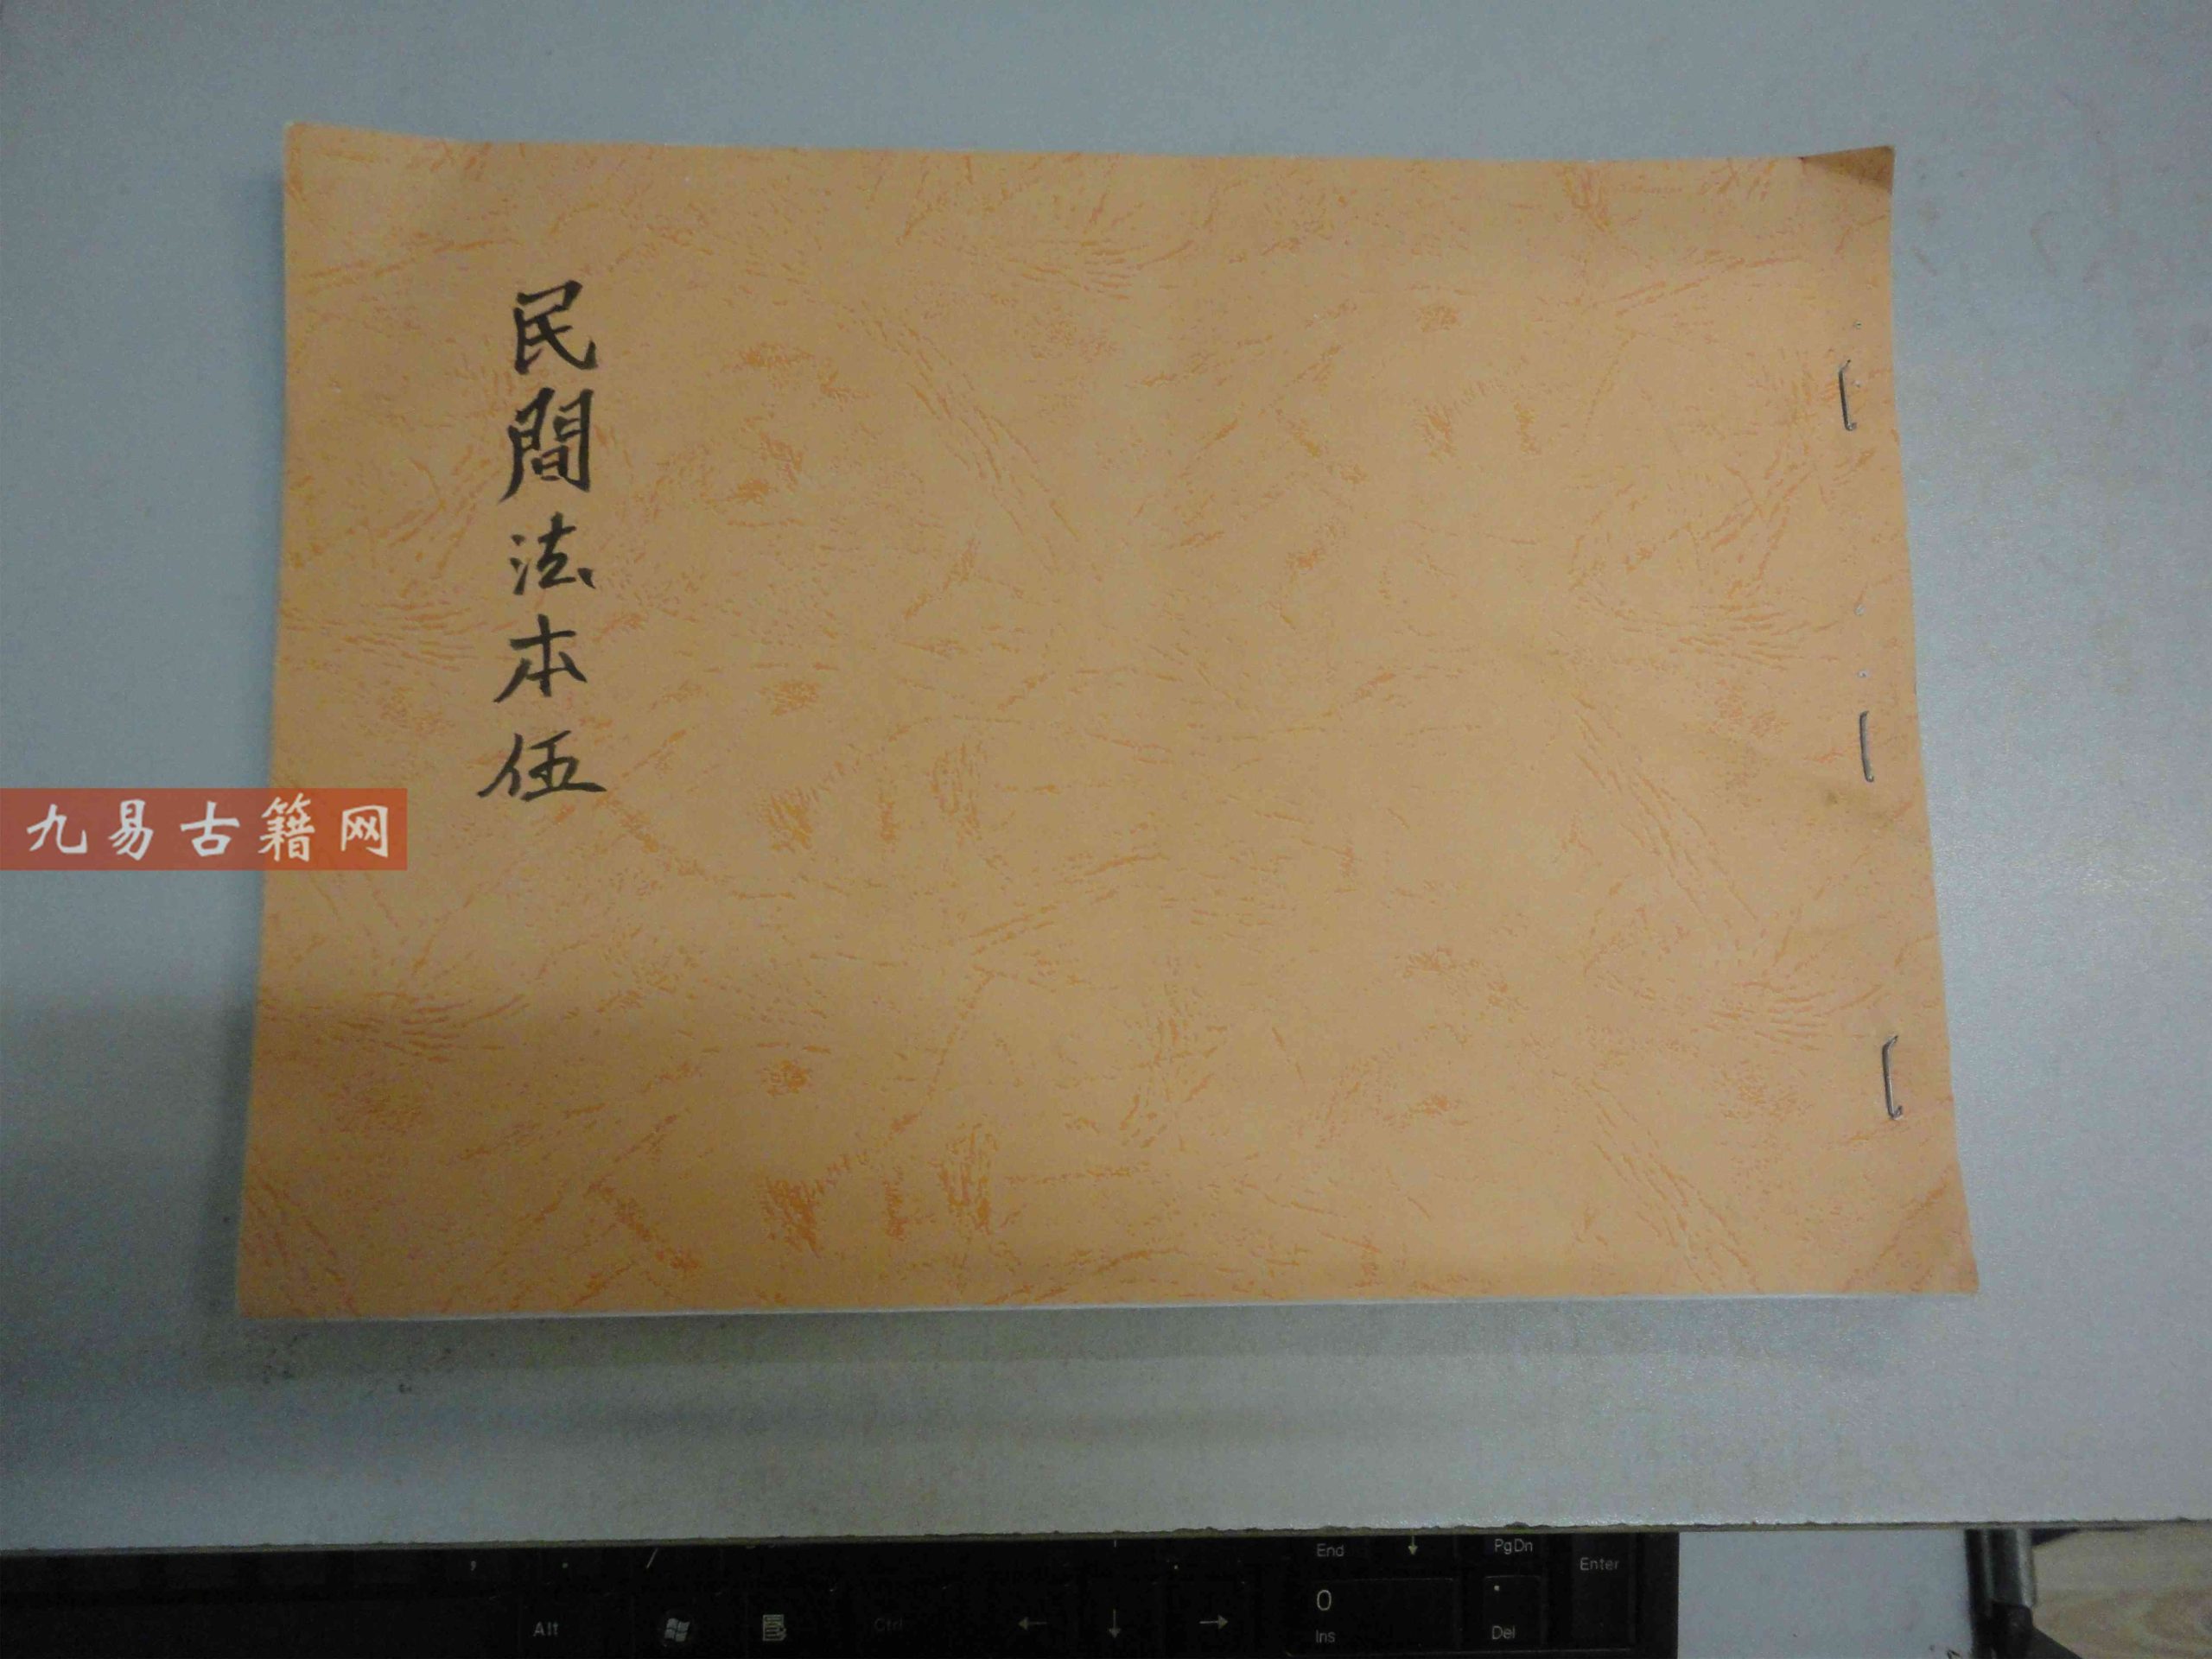 民間法本伍
九易古籍网
End
↓
PgDn
Enter
, . /
0
Ins
.
Del
Alt
Ctrl
← ↓ →